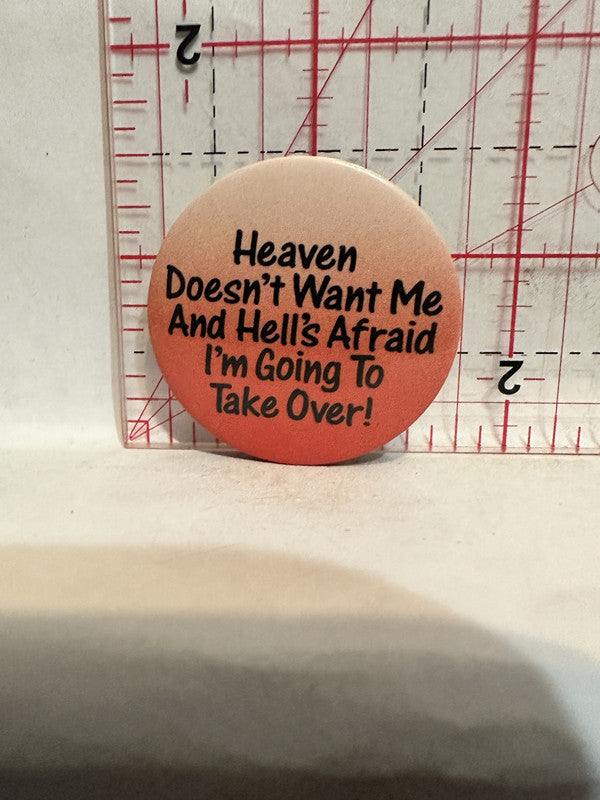 2
Heaven
Doesn't Want Me
And Hell's Afraid
I'm Going To
Take Over!
2